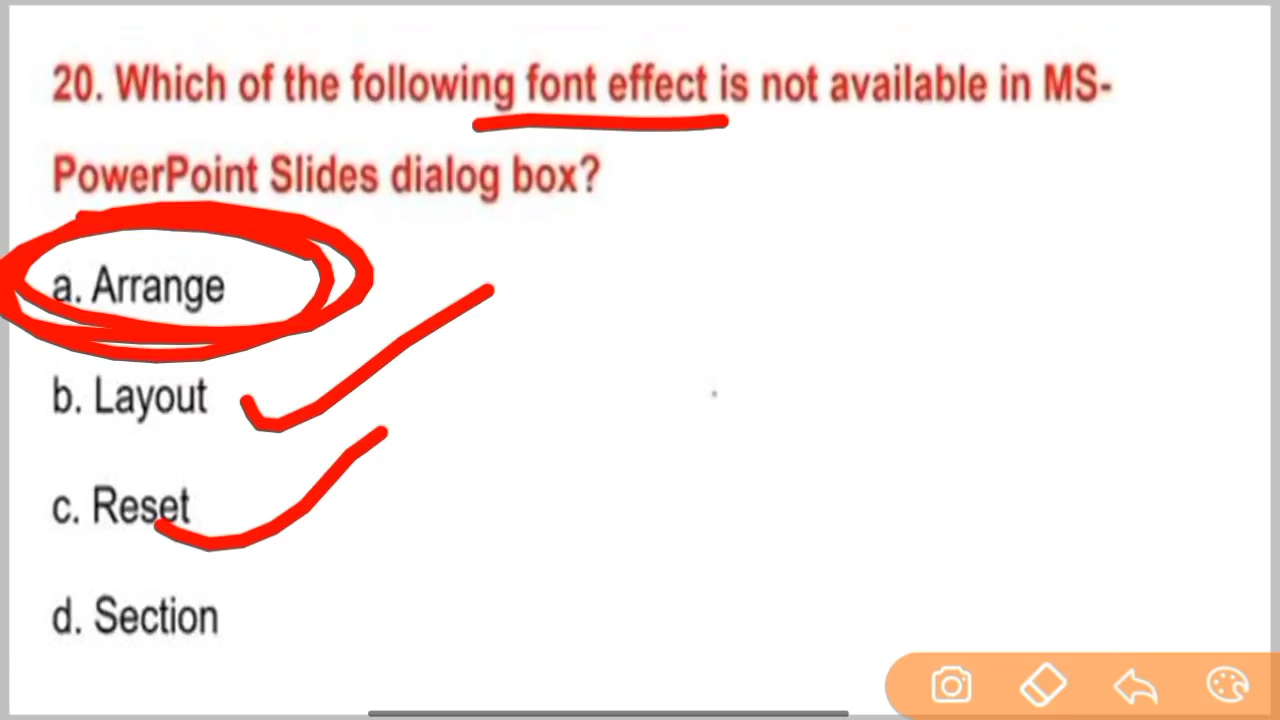 20. Which of the following font effect is not available in MS-
PowerPoint Slides dialog box?
a. Arrange
b. Layout
c. Reset
d. Section